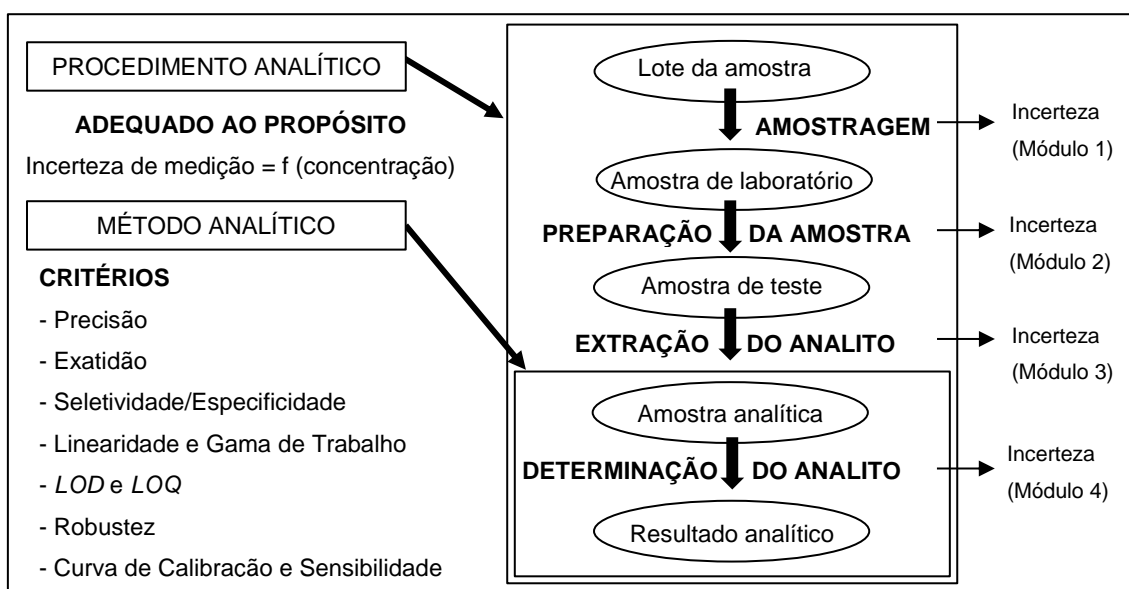 PROCEDIMENTO ANALÍTICO
ADEQUADO AO PROPÓSITO
Incerteza de medição = f (concentração)
MÉTODO ANALÍTICO
CRITÉRIOS
- Precisão
- Exatidão
- Seletividade/Especificidade
- Linearidade e Gama de Trabalho
- LOD e LOQ
- Robustez
- Curva de Calibração e Sensibilidade
Lote da amostra
AMOSTRAGEM
Incerteza
(Módulo 1)
Amostra de laboratório
PREPARAÇÃO DA AMOSTRA
Incerteza
(Módulo 2)
Amostra de teste
EXTRAÇÃO DO ANALITO
Incerteza
(Módulo 3)
Amostra analítica
DETERMINAÇÃO DO ANALITO
Incerteza
(Módulo 4)
Resultado analítico